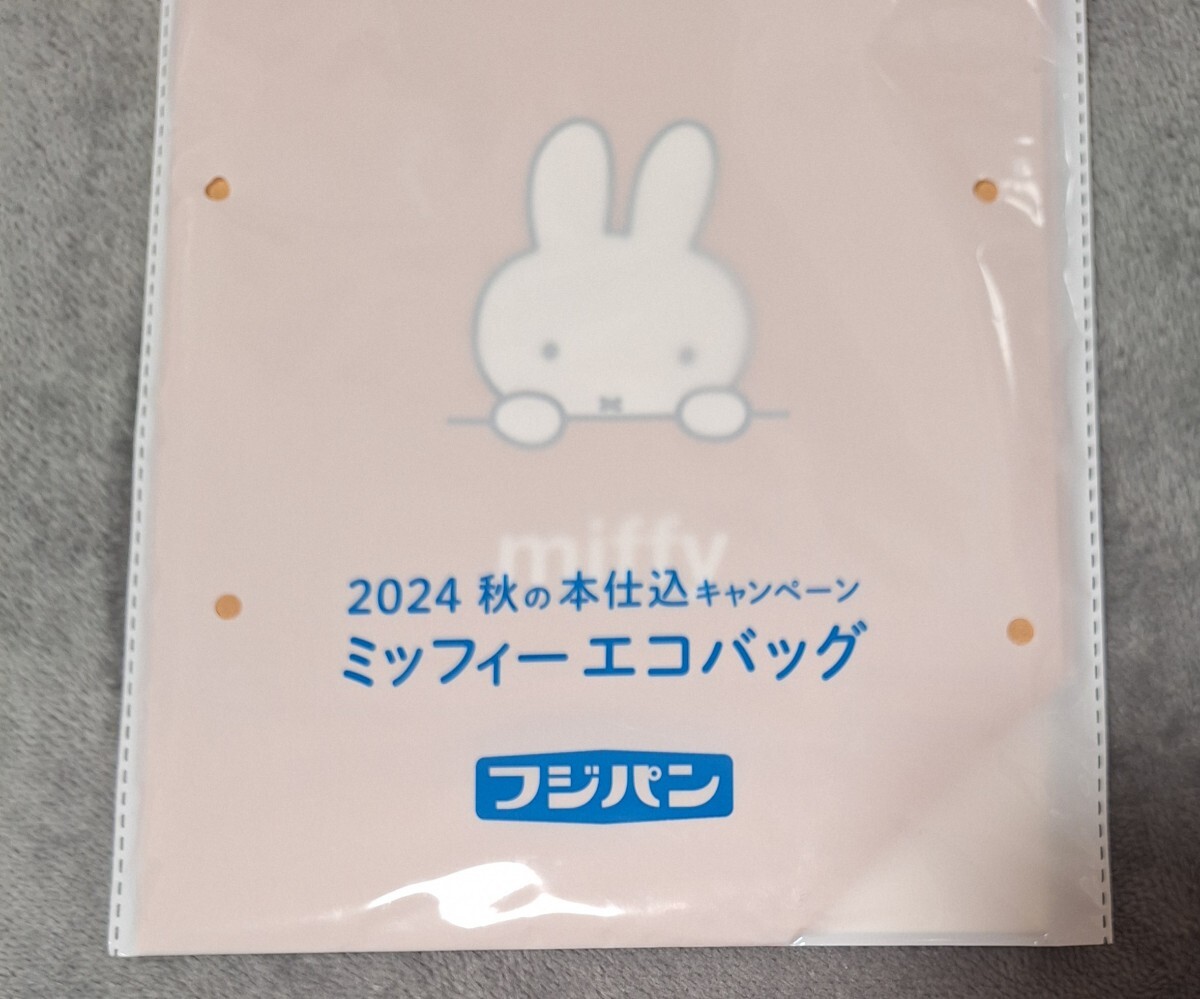 miffy
2024 秋の本仕込キャンペーン
ミッフィー エコバッグ
フジパン